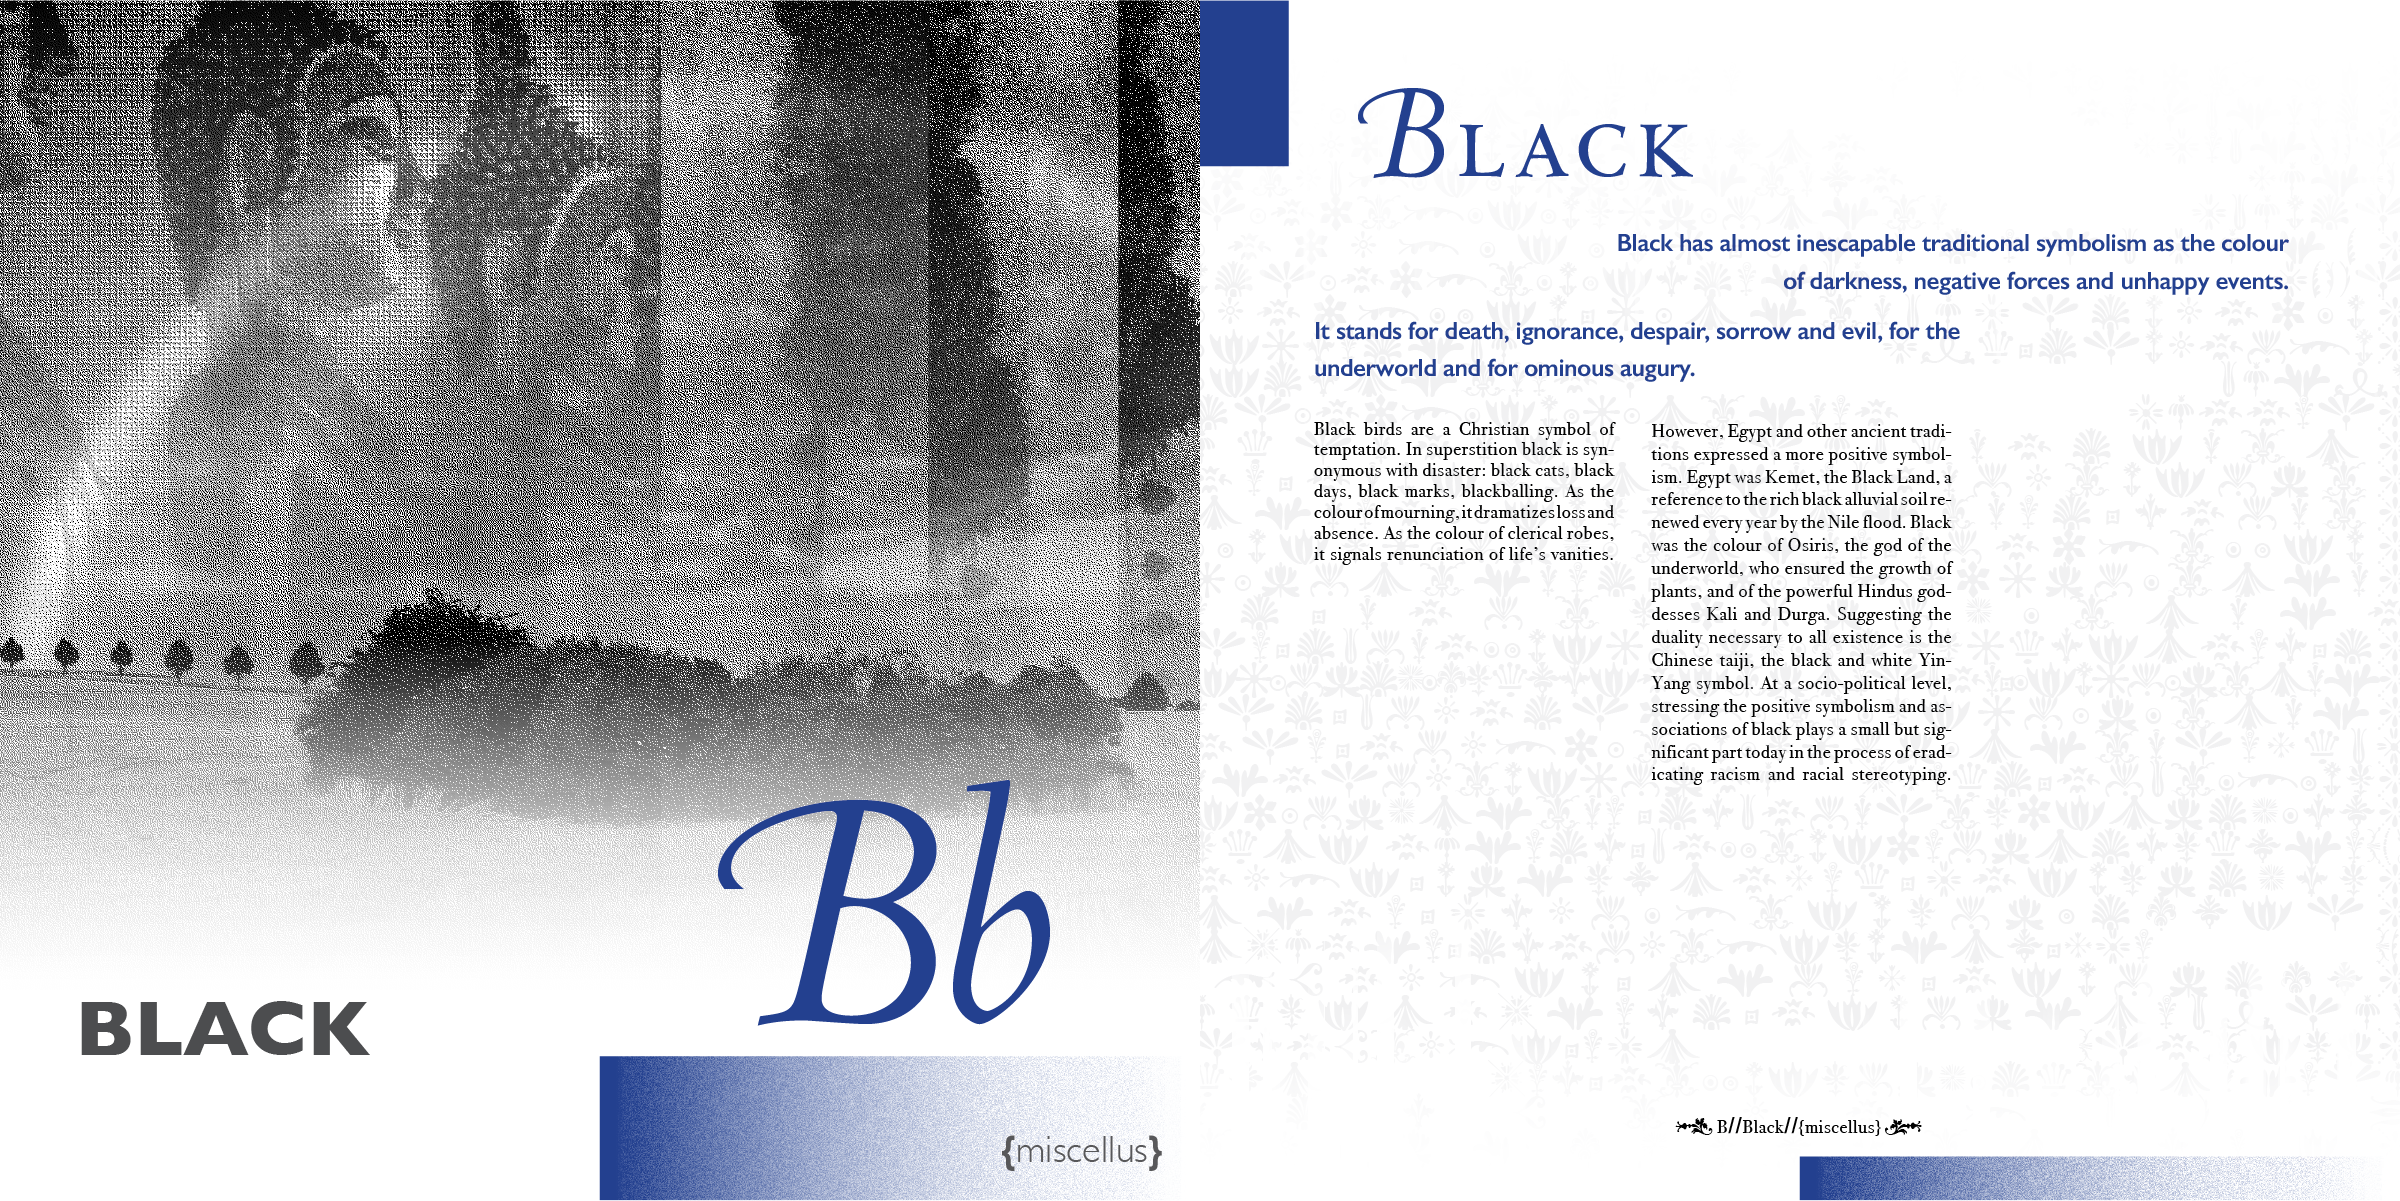 Bb
BLACK
{miscellus}
BLACK
Black has almost inescapable traditional symbolism as the colour
of darkness, negative forces and unhappy events.
It stands for death, ignorance, despair, sorrow and evil, for the
underworld and for ominous augury.
Black birds are a Christian symbol of
temptation. In superstition black is syn-
onymous with disaster: black cats, black
days, black marks, blackballing. As the
colour of mourning, it dramatizes loss and
absence. As the colour of clerical robes,
it signals renunciation of life's vanities.
However, Egypt and other ancient tradi-
tions expressed a more positive symbol-
ism. Egypt was Kemet, the Black Land, a
reference to the rich black alluvial soil re-
newed every year by the Nile flood. Black
was the colour of Osiris, the god of the
underworld, who ensured the growth of
plants, and of the powerful Hindus god-
desses Kali and Durga. Suggesting the
duality necessary to all existence is the
Chinese taiji, the black and white Yin-
Yang symbol. At a socio-political level,
stressing the positive symbolism and as-
sociations of black plays a small but sig-
nificant part today in the process of erad-
icating racism and racial stereotyping.
B//Black//{miscellus}